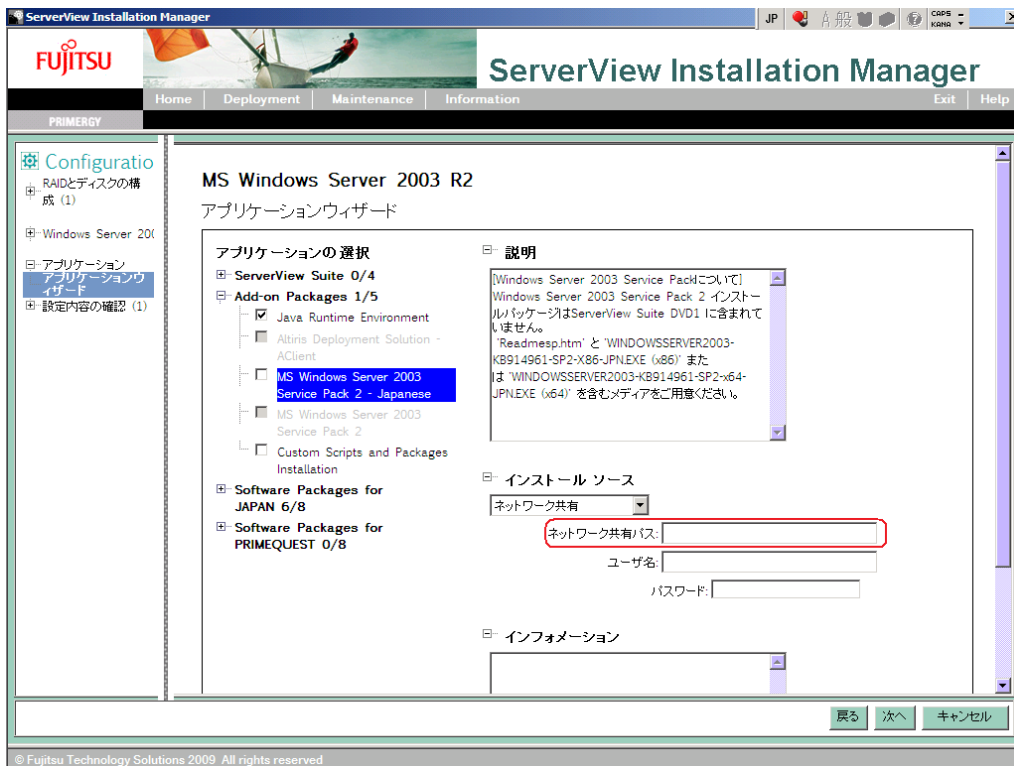 ServerView Installation Manager
JP
A 般
CAPS
KANA
FUJITSU
ServerView Installation Manager
Home
Deployment
Maintenance
Information
Exit
Help
PRIMERGY
Configuratio
RAIDとディスクの構
成 (1)
Windows Server 200
アプリケーション
アプリケーションウ
ィザード
設定内容の確認 (1)
MS Windows Server 2003 R2
アプリケーションウィザード
アプリケーションの選択
ServerView Suite 0/4
Add-on Packages 1/5
Java Runtime Environment
Altiris Deployment Solution -
AClient
MS Windows Server 2003
Service Pack 2 - Japanese
MS Windows Server 2003
Service Pack 2
Custom Scripts and Packages
Installation
Software Packages for
JAPAN 6/8
Software Packages for
PRIMEQUEST 0/8
説明
[Windows Server 2003 Service Packについて]
Windows Server 2003 Service Pack 2 インストー
ルパッケージはServerView Suite DVD1 に含まれて
いません。
'Readmesp.htm' と 'WINDOWSSERVER2003-
KB914961-SP2-X86-JPN.EXE (x86)' また
は 'WINDOWSSERVER2003-KB914961-SP2-x64-
JPN.EXE (x64)' を含むメディアをご用意ください。
インストール ソース
ネットワーク共有
ネットワーク共有パス:
ユーザ名:
パスワード:
インフォメーション
戻る
次へ
キャンセル
© Fujitsu Technology Solutions 2009 All rights reserved